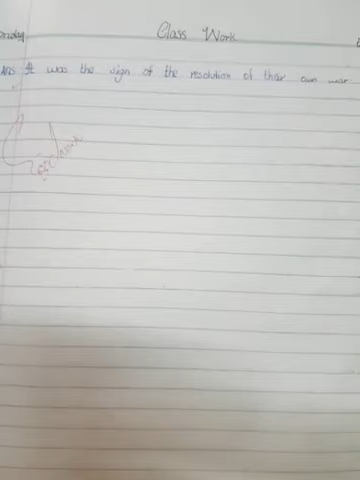 Class Work
Ans It was the sign of the resolution of their own war